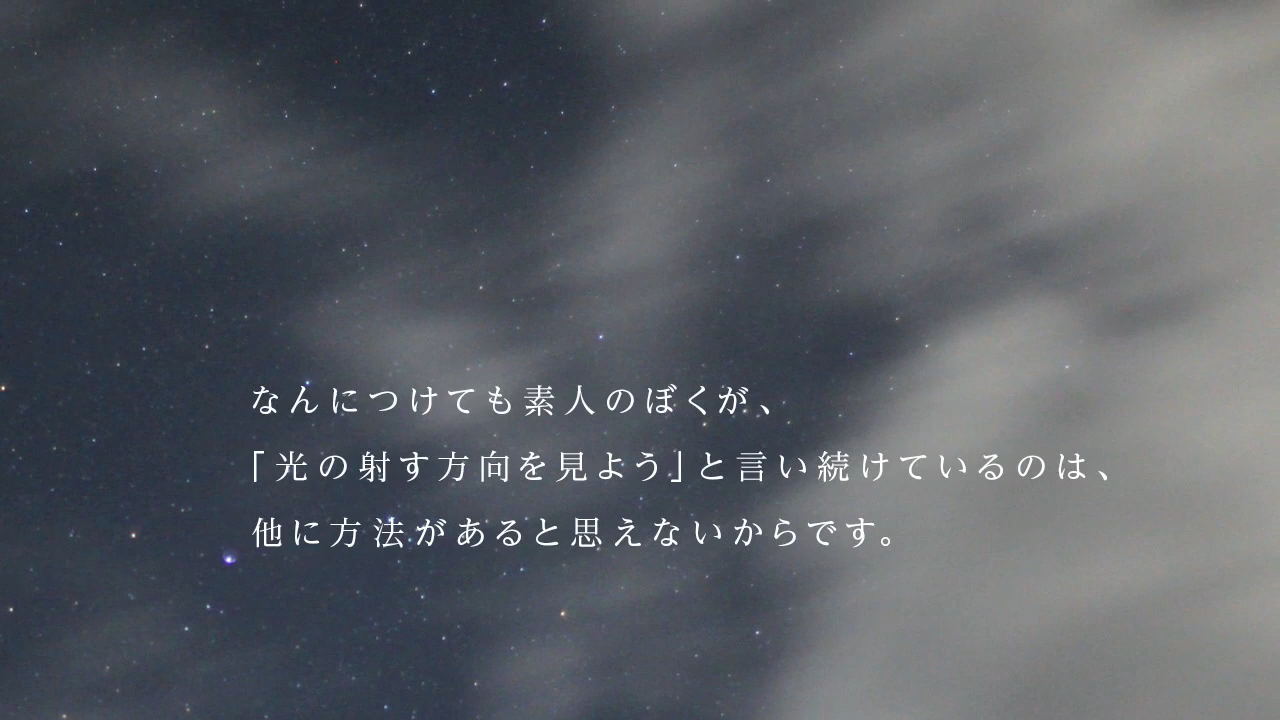 なんにつけても素人のぼくが、
「光の射す方向を見よう」と言い続けているのは、
他に方法があると思えないからです。